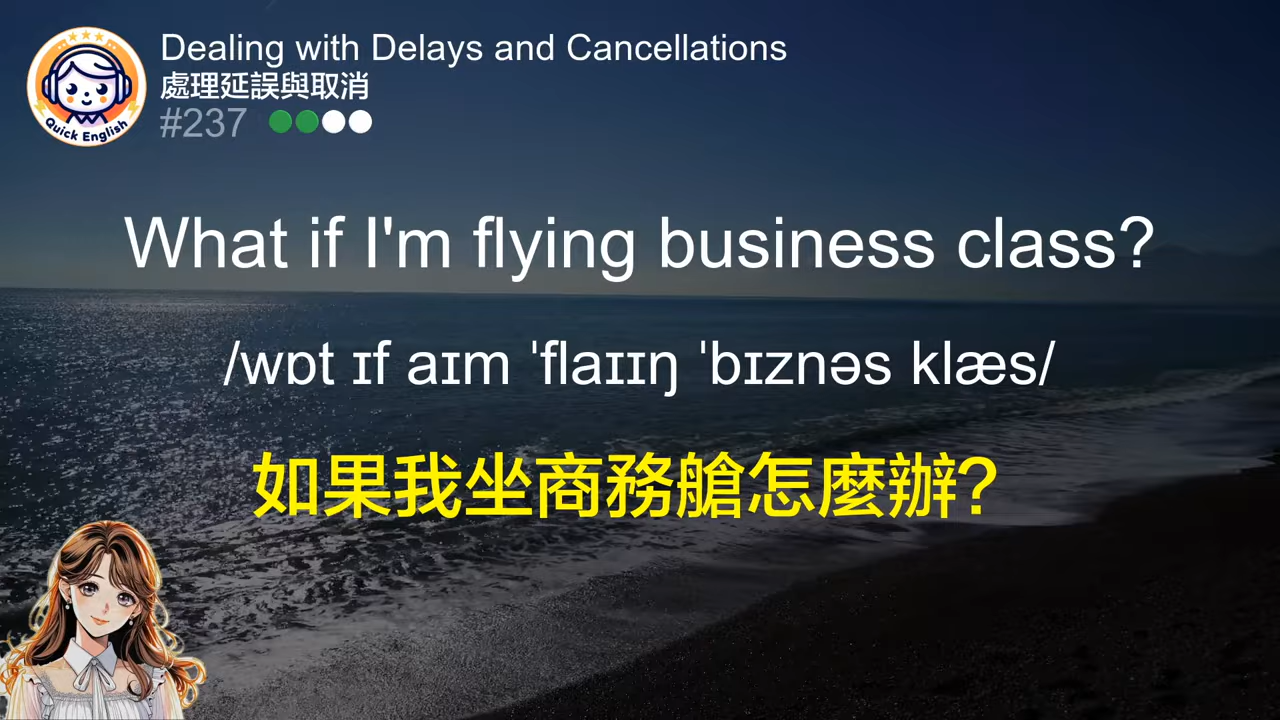 Dealing with Delays and Cancellations
處理延誤與取消
#237
Quick English
What if I'm flying business class?
/wɒt ɪf aɪm ˈflaɪɪŋ ˈbɪznəs klæs/
如果我坐商務艙怎麼辦?